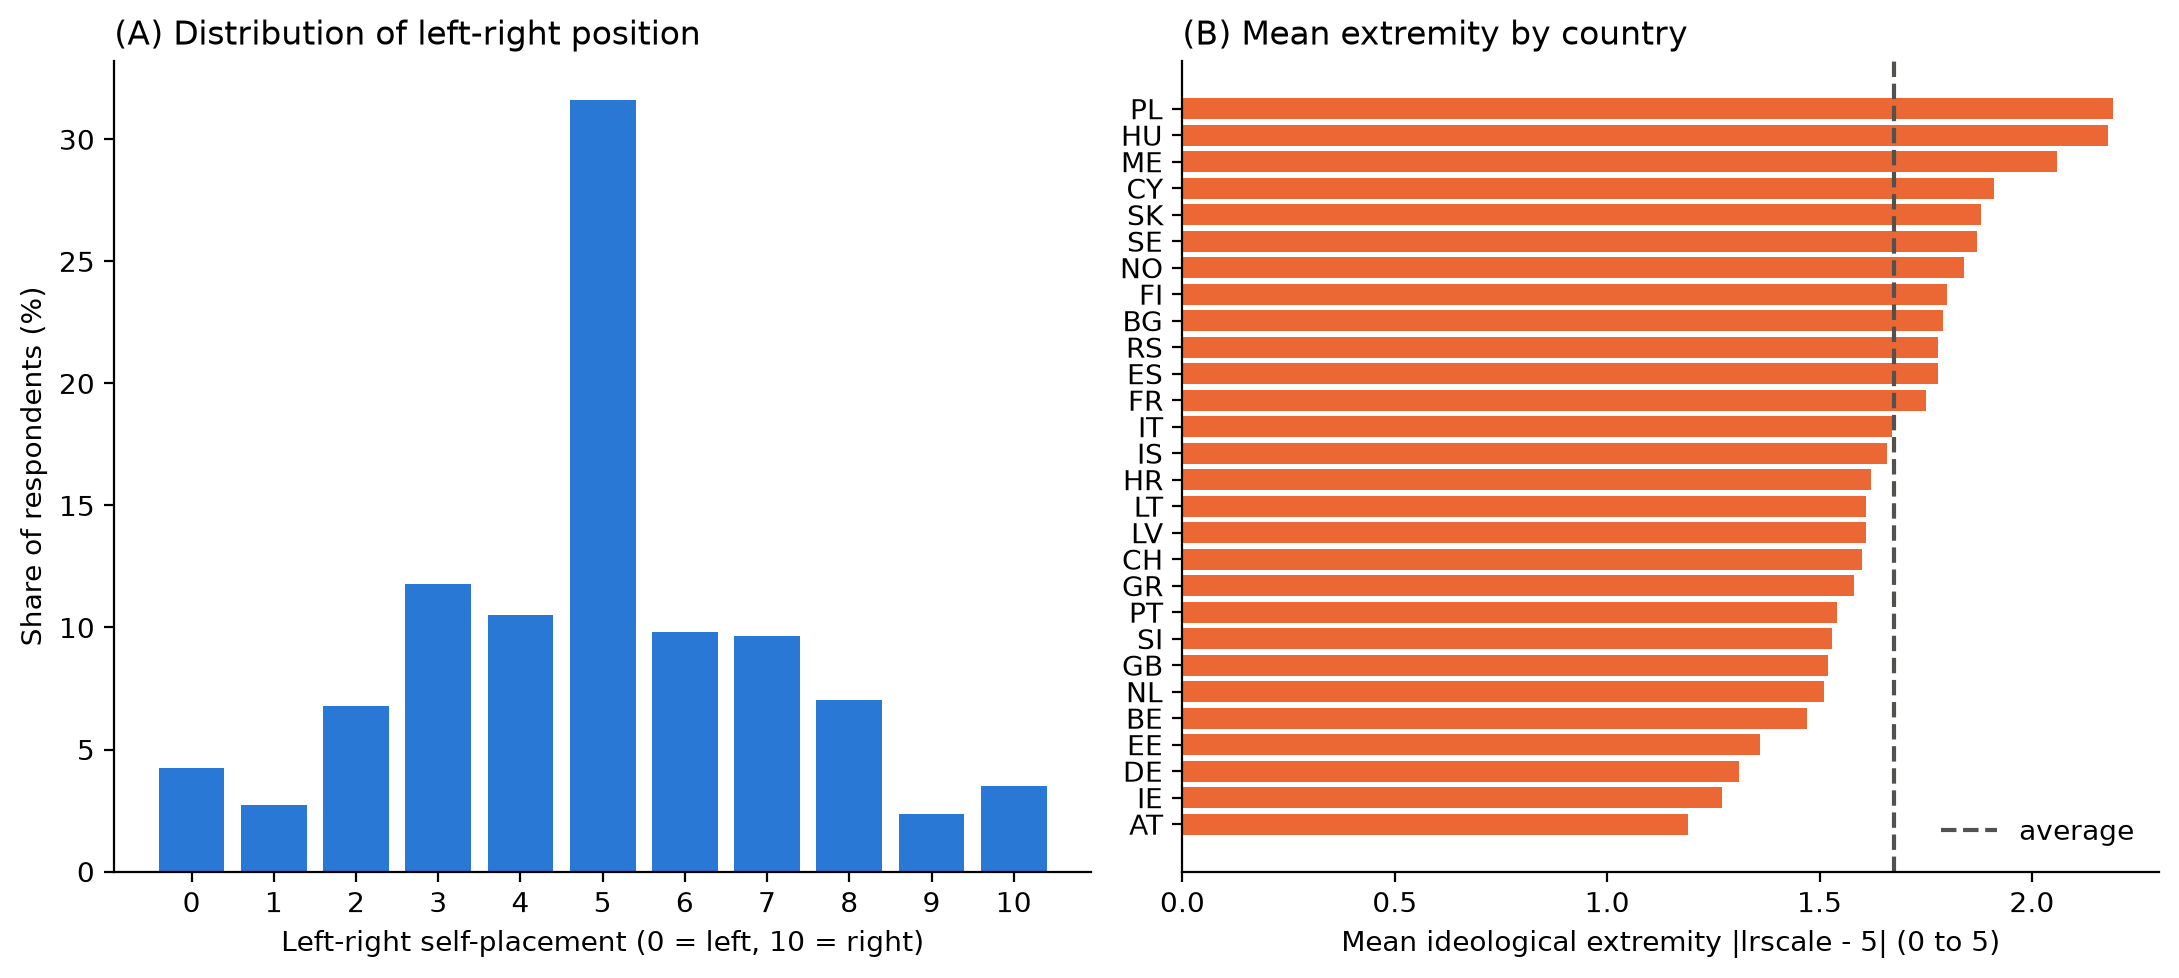 (A) Distribution of left-right position
Share of respondents (%)
30
25
20
15
10
5
0
0 1 2 3 4 5 6 7 8 9 10
Left-right self-placement (0 = left, 10 = right)
(B) Mean extremity by country
PL
HU
ME
CY
SK
SE
NO
FI
BG
RS
ES
FR
IT
IS
HR
LT
LV
CH
GR
PT
SI
GB
NL
BE
EE
DE
IE
AT
average
0.0 0.5 1.0 1.5 2.0
Mean ideological extremity |lrscale - 5| (0 to 5)